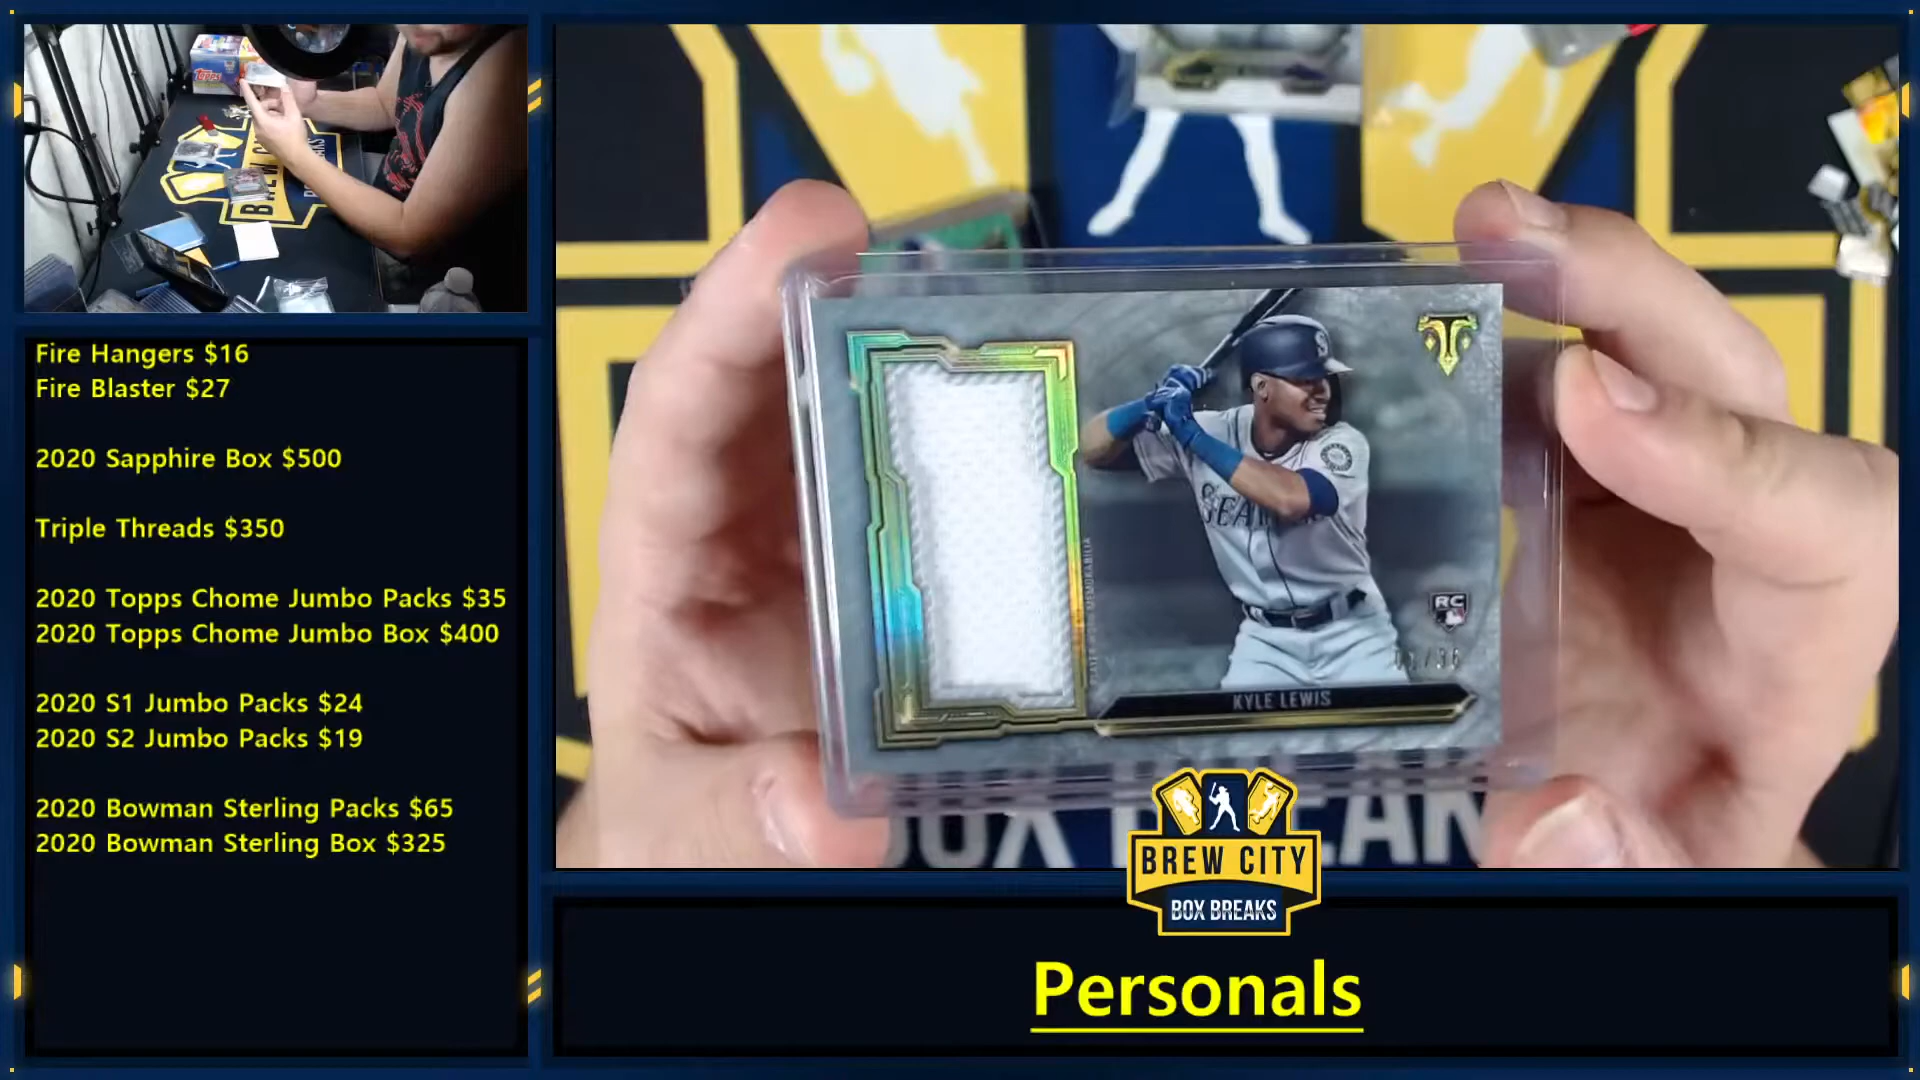 Topps
Fire Hangers $16
Fire Blaster $27
2020 Sapphire Box $500
Triple Threads $350
2020 Topps Chome Jumbo Packs $35
2020 Topps Chome Jumbo Box $400
2020 S1 Jumbo Packs $24
2020 S2 Jumbo Packs $19
2020 Bowman Sterling Packs $65
2020 Bowman Sterling Box $325
S
MEMORABILIA
RC
KYLE LEWIS
BREW CITY
BOX BREAKS
Personals